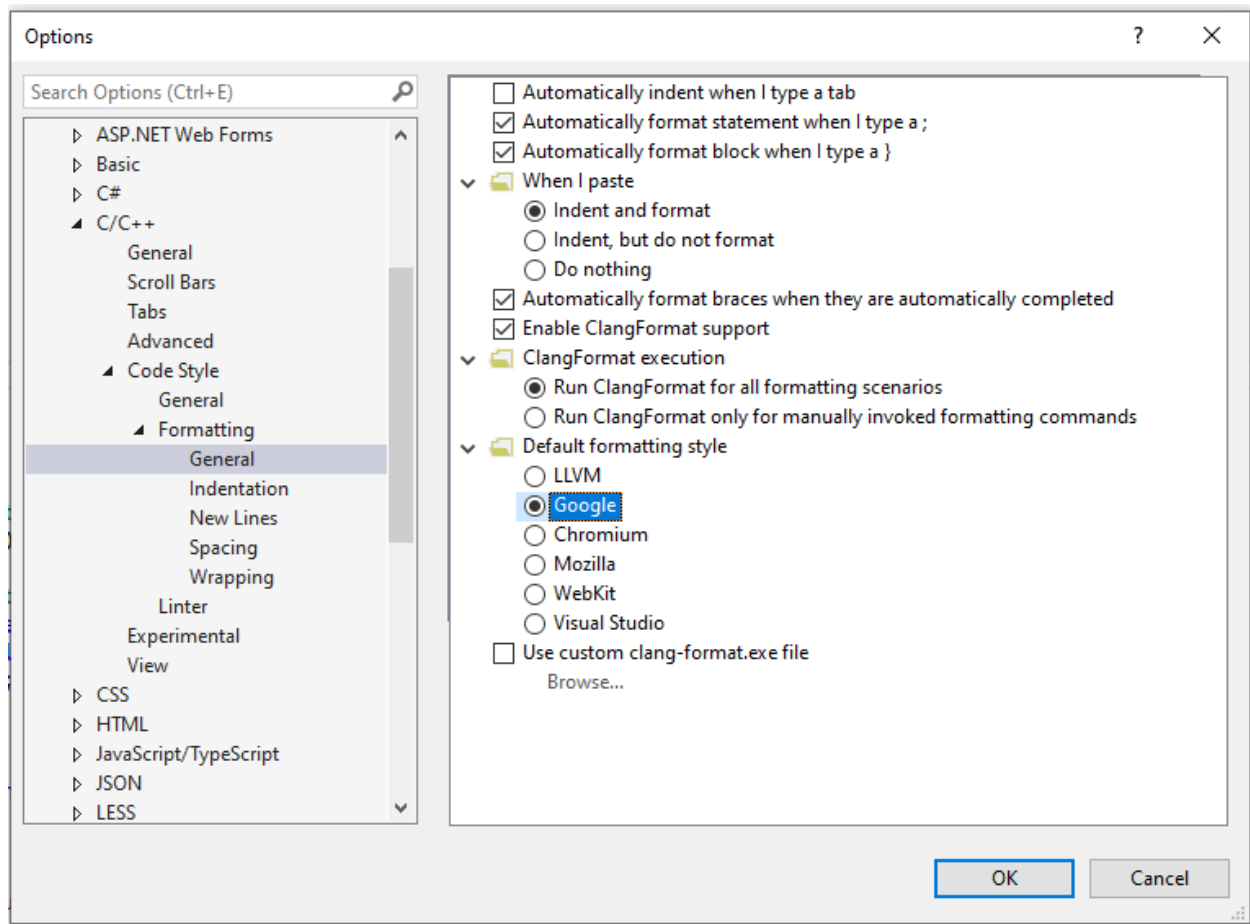 Options
?
Search Options (Ctrl+E)
ASP.NET Web Forms
Basic
C#
C/C++
General
Scroll Bars
Tabs
Advanced
Code Style
General
Formatting
General
Indentation
New Lines
Spacing
Wrapping
Linter
Experimental
View
CSS
HTML
JavaScript/TypeScript
JSON
LESS
Automatically indent when I type a tab
Automatically format statement when I type a ;
Automatically format block when I type a }
When I paste
Indent and format
Indent, but do not format
Do nothing
Automatically format braces when they are automatically completed
Enable ClangFormat support
ClangFormat execution
Run ClangFormat for all formatting scenarios
Run ClangFormat only for manually invoked formatting commands
Default formatting style
LLVM
Google
Chromium
Mozilla
WebKit
Visual Studio
Use custom clang-format.exe file
Browse...
OK
Cancel